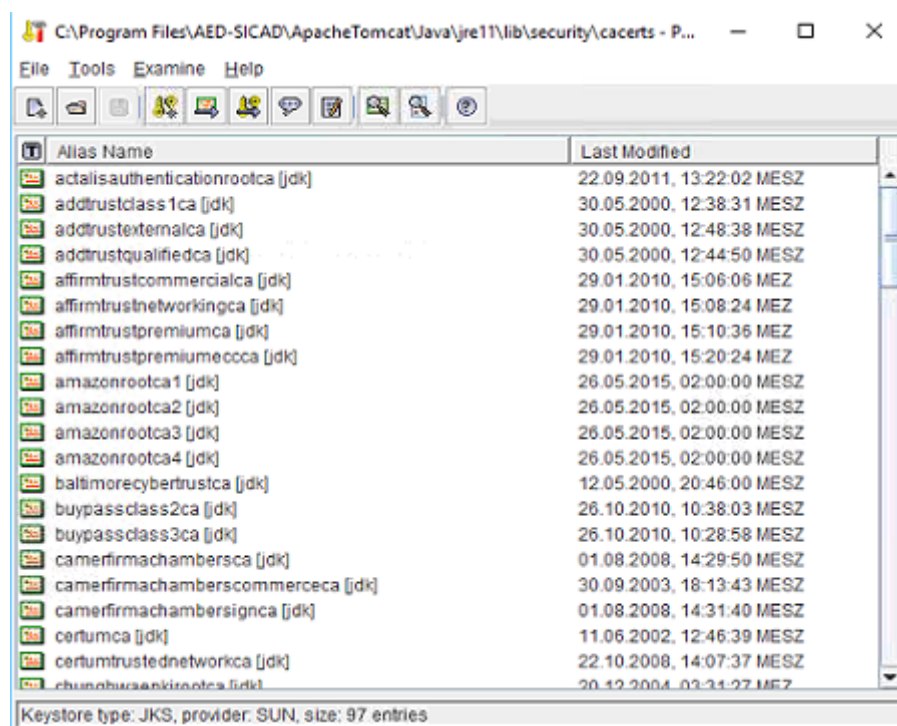 C:\Program Files\AED-SICAD\ApacheTomcat\Java\jre11\lib\security\cacerts - P...
File Tools Examine Help
Alias Name Last Modified
actalisauthenticationrootca [jdk] 22.09.2011, 13:22:02 MESZ
addtrustclass1ca [jdk] 30.05.2000, 12:38:31 MESZ
addtrustexternalca [jdk] 30.05.2000, 12:48:38 MESZ
addtrustqualifiedca [jdk] 30.05.2000, 12:44:50 MESZ
affirmtrustcommercialca [jdk] 29.01.2010, 15:06:06 MEZ
affirmtrustnetworkingca [jdk] 29.01.2010, 15:08:24 MEZ
affirmtrustpremiumca [jdk] 29.01.2010, 15:10:36 MEZ
affirmtrustpremiumeccca [jdk] 29.01.2010, 15:20:24 MEZ
amazonrootca1 [jdk] 26.05.2015, 02:00:00 MESZ
amazonrootca2 [jdk] 26.05.2015, 02:00:00 MESZ
amazonrootca3 [jdk] 26.05.2015, 02:00:00 MESZ
amazonrootca4 [jdk] 26.05.2015, 02:00:00 MESZ
baltimorecybertrustca [jdk] 12.05.2000, 20:46:00 MESZ
buypassclass2ca [jdk] 26.10.2010, 10:38:03 MESZ
buypassclass3ca [jdk] 26.10.2010, 10:28:58 MESZ
camerfirmachambersca [jdk] 01.08.2008, 14:29:50 MESZ
camerfirmachamberscommerceca [jdk] 30.09.2003, 18:13:43 MESZ
camerfirmachambersignca [jdk] 01.08.2008, 14:31:40 MESZ
certumca [jdk] 11.06.2002, 12:46:39 MESZ
certumtrustednetworkca [jdk] 22.10.2008, 14:07:37 MESZ
chunghwaepkirootca [jdk] 20.12.2004, 03:31:27 MEZ
Keystore type: JKS, provider: SUN, size: 97 entries